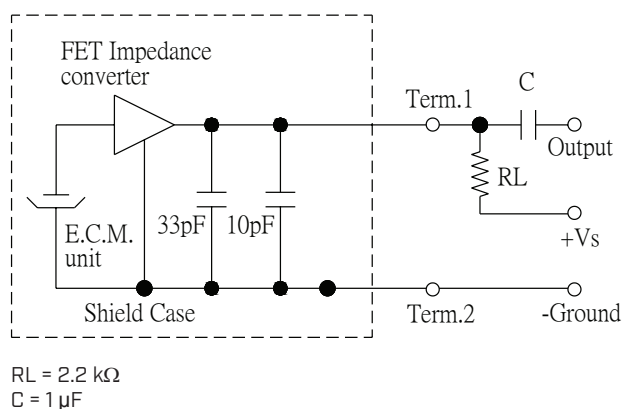 FET Impedance
converter
Term.1
C
Output
RL
+Vs
33pF
10pF
E.C.M.
unit
Shield Case
Term.2
-Ground
RL = 2.2 kΩ
C = 1 µF